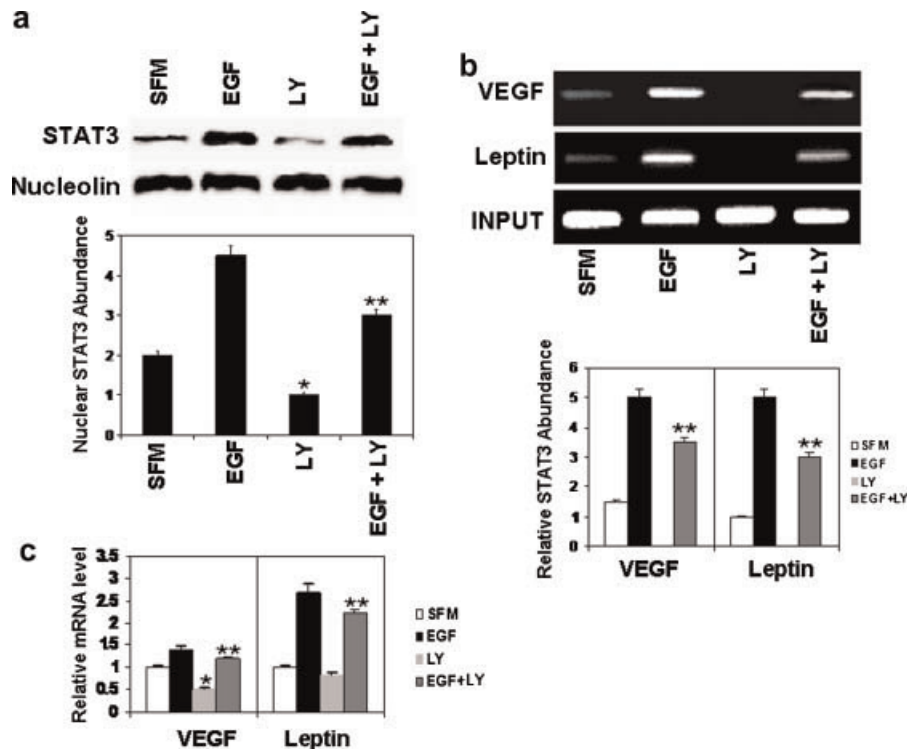 a
SFM
EGF
LY
EGF + LY
STAT3
Nucleolin
Nuclear STAT3 Abundance
5
4
3
2
1
0
*
**
SFM
EGF
LY
EGF + LY
b
VEGF
Leptin
INPUT
SFM
EGF
LY
EGF + LY
Relative STAT3 Abundance
6
5
4
3
2
1
0
**
**
VEGF
Leptin
SFM
EGF
LY
EGF+LY
c
Relative mRNA level
3.5
3
2.5
2
1.5
1
0.5
0
*
**
**
VEGF
Leptin
SFM
EGF
LY
EGF+LY